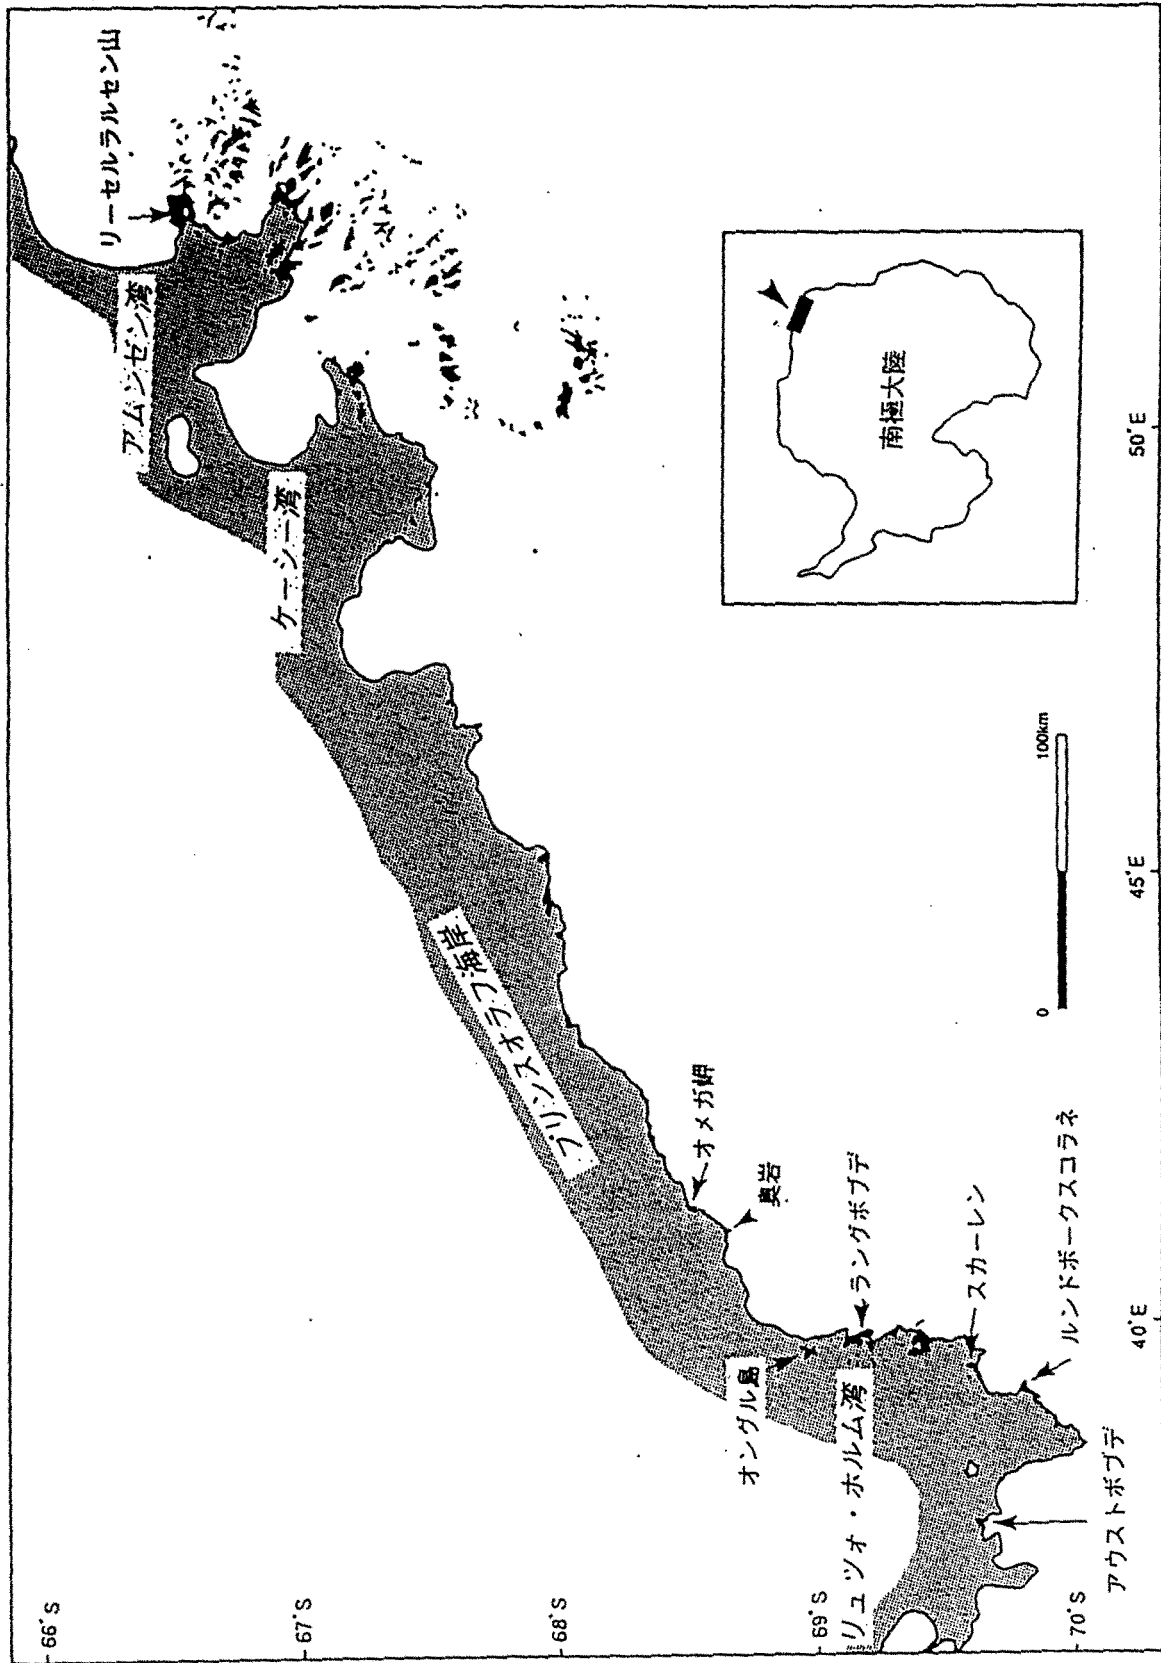 リーセルラルセン山
アムンゼン湾
ケーシー湾
プリンスオラフ海岸
オメガ岬
奥岩
ラングホブデ
オングル島
リュツォ・ホルム湾
スカーレン
ルンドボークスコラネ
アウストホブデ
南極大陸
0
100km
66°S
67°S
68°S
69°S
70°S
40°E
45°E
50°E